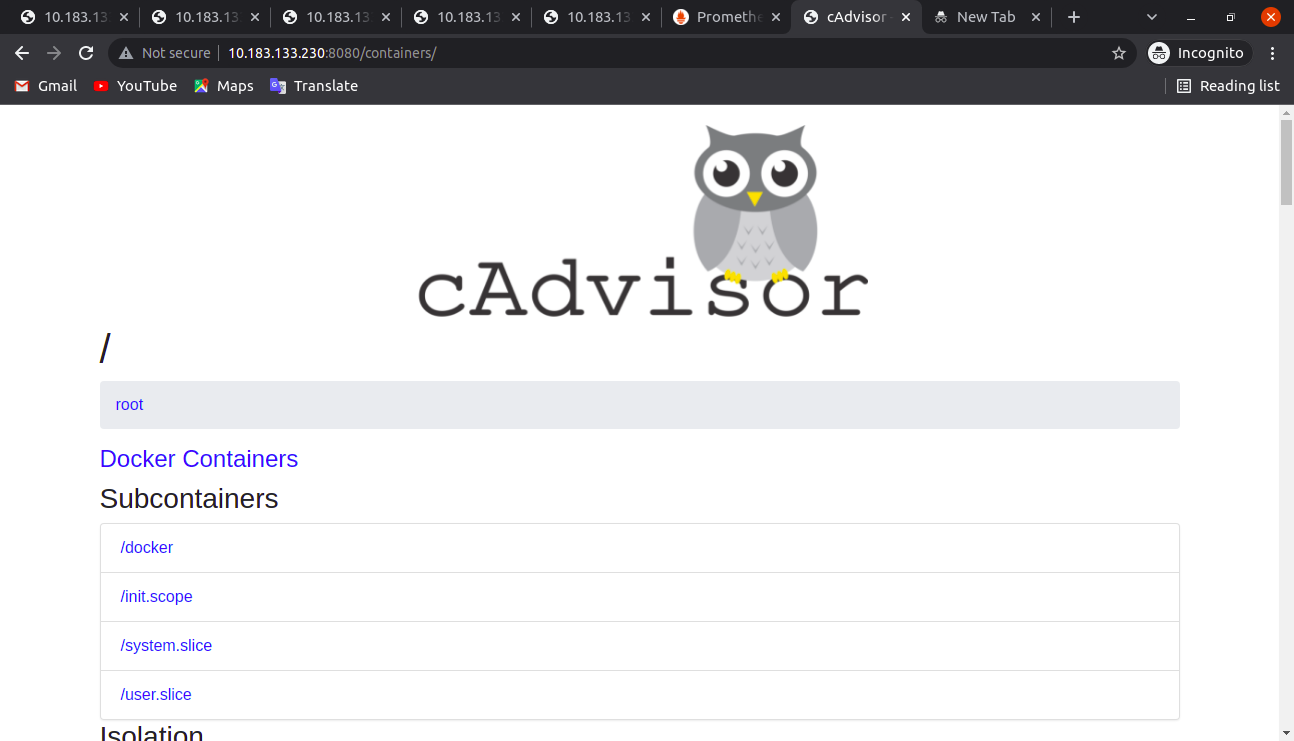 10.183.13 10.183.13 10.183.13 10.183.13 10.183.13 Promethe cAdvisor New Tab
Not secure 10.183.133.230:8080/containers/ Incognito
Gmail YouTube Maps Translate Reading list
cAdvisor
/
root
Docker Containers
Subcontainers
/docker
/init.scope
/system.slice
/user.slice
Isolation